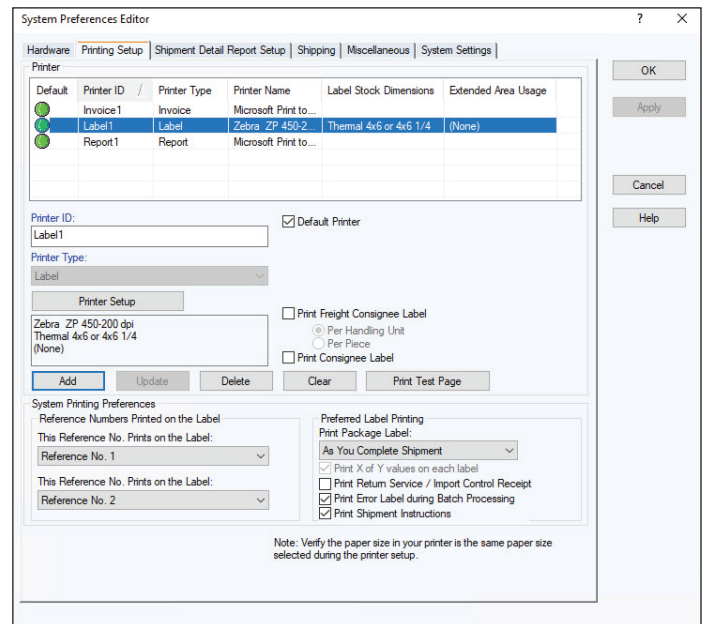 System Preferences Editor ? X
Hardware Printing Setup Shipment Detail Report Setup Shipping Miscellaneous System Settings
Printer
OK
Default Printer ID / Printer Type Printer Name Label Stock Dimensions Extended Area Usage
Invoice1 Invoice Microsoft Print to...
Apply
Label1 Label Zebra ZP 450-2... Thermal 4x6 or 4x6 1/4 (None)
Report1 Report Microsoft Print to...
Cancel
Printer ID:
Default Printer
Help
Label1
Printer Type:
Label
Printer Setup
Print Freight Consignee Label
Zebra ZP 450-200 dpi
Per Handling Unit
Thermal 4x6 or 4x6 1/4
Per Piece
(None)
Print Consignee Label
Add Update Delete Clear Print Test Page
System Printing Preferences
Reference Numbers Printed on the Label
This Reference No. Prints on the Label:
Reference No. 1
This Reference No. Prints on the Label:
Reference No. 2
Preferred Label Printing
Print Package Label:
As You Complete Shipment
Print X of Y values on each label
Print Return Service / Import Control Receipt
Print Error Label during Batch Processing
Print Shipment Instructions
Note: Verify the paper size in your printer is the same paper size
selected during the printer setup.